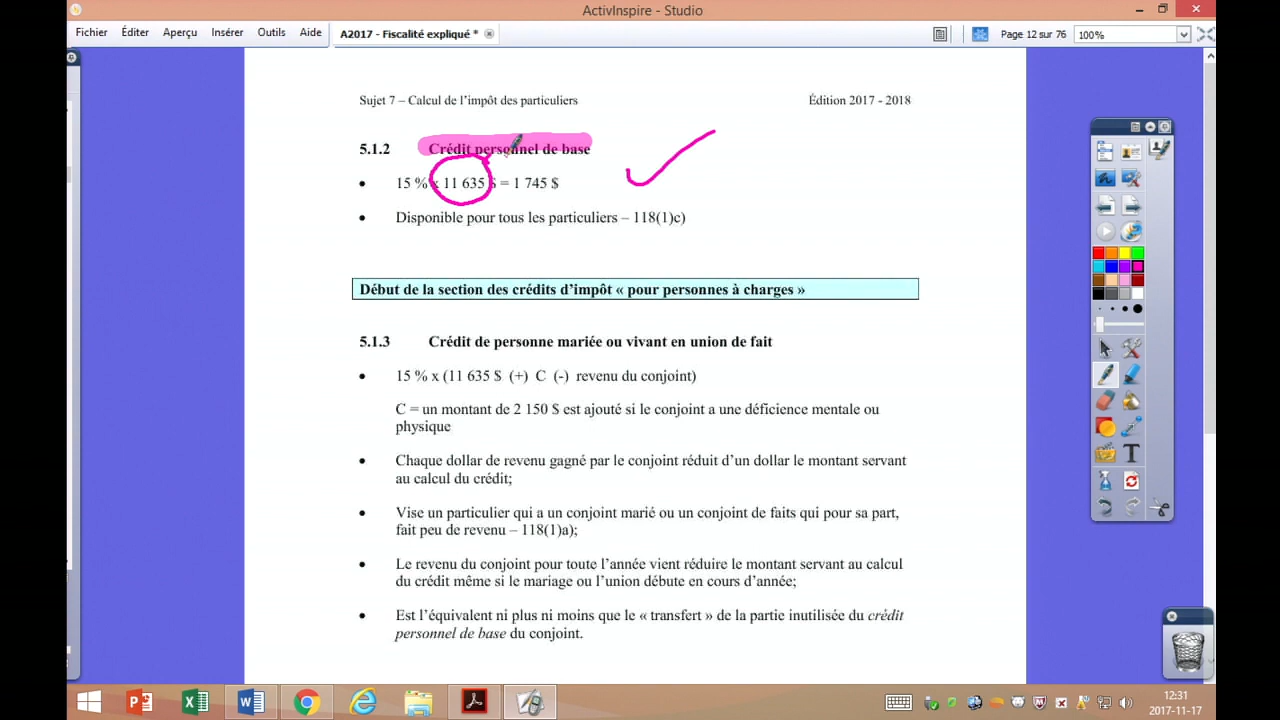 ActivInspire - Studio
Fichier Éditer Aperçu Insérer Outils Aide
A2017 - Fiscalité expliqué *
Page 12 sur 76
100%
Sujet 7 – Calcul de l'impôt des particuliers
Édition 2017 - 2018
5.1.2 Crédit personnel de base
• 15 % x 11 635 $ = 1 745 $
• Disponible pour tous les particuliers – 118(1)c)
Début de la section des crédits d'impôt « pour personnes à charges »
5.1.3 Crédit de personne mariée ou vivant en union de fait
• 15 % x (11 635 $ (+) C (-) revenu du conjoint)
C = un montant de 2 150 $ est ajouté si le conjoint a une déficience mentale ou
physique
• Chaque dollar de revenu gagné par le conjoint réduit d'un dollar le montant servant
au calcul du crédit;
• Vise un particulier qui a un conjoint marié ou un conjoint de faits qui pour sa part,
fait peu de revenu – 118(1)a);
• Le revenu du conjoint pour toute l'année vient réduire le montant servant au calcul
du crédit même si le mariage ou l'union débute en cours d'année;
• Est l'équivalent ni plus ni moins que le « transfert » de la partie inutilisée du crédit
personnel de base du conjoint.
12:31
2017-11-17